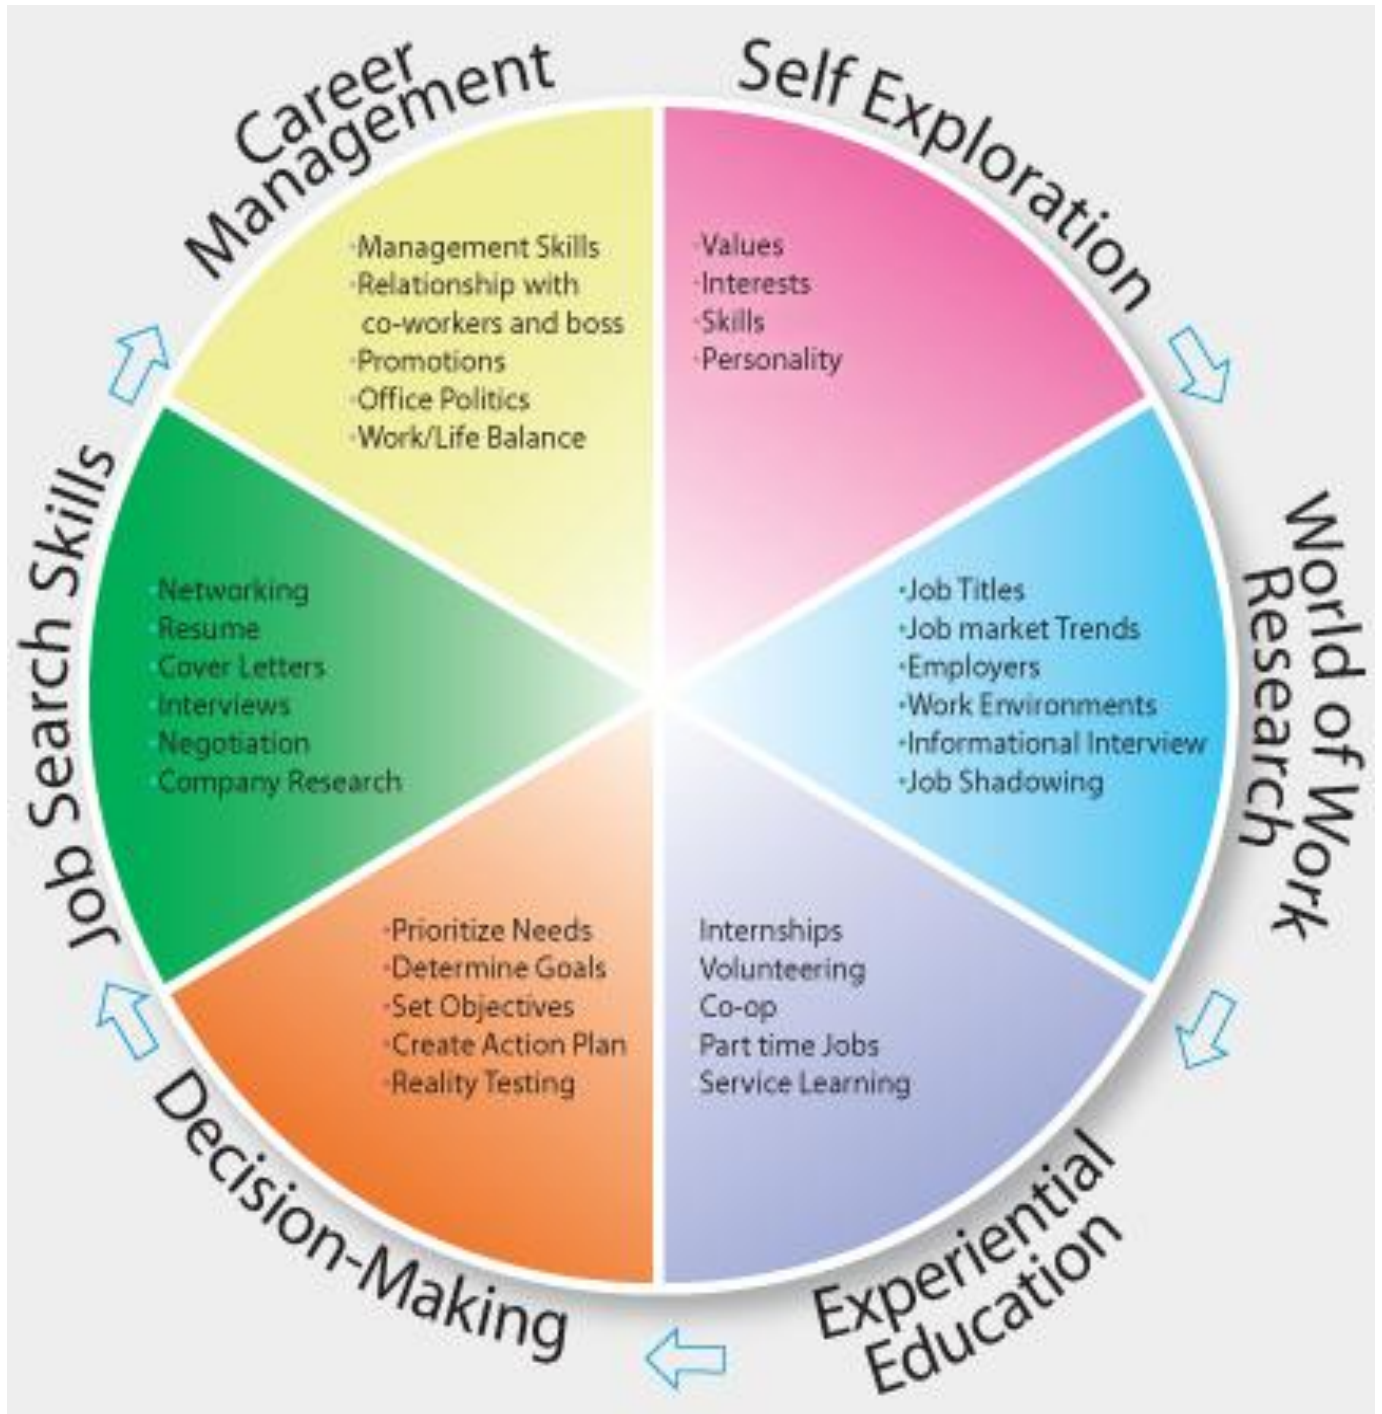 Self Exploration
·Values
·Interests
·Skills
·Personality
World of Work
Research
·Job Titles
·Job market Trends
·Employers
·Work Environments
·Informational Interview
·Job Shadowing
Experiential
Education
Internships
Volunteering
Co-op
Part time Jobs
Service Learning
Decision-Making
·Prioritize Needs
·Determine Goals
·Set Objectives
·Create Action Plan
·Reality Testing
Job Search Skills
·Networking
·Resume
·Cover Letters
·Interviews
·Negotiation
·Company Research
Career
Management
·Management Skills
·Relationship with
co-workers and boss
·Promotions
·Office Politics
·Work/Life Balance